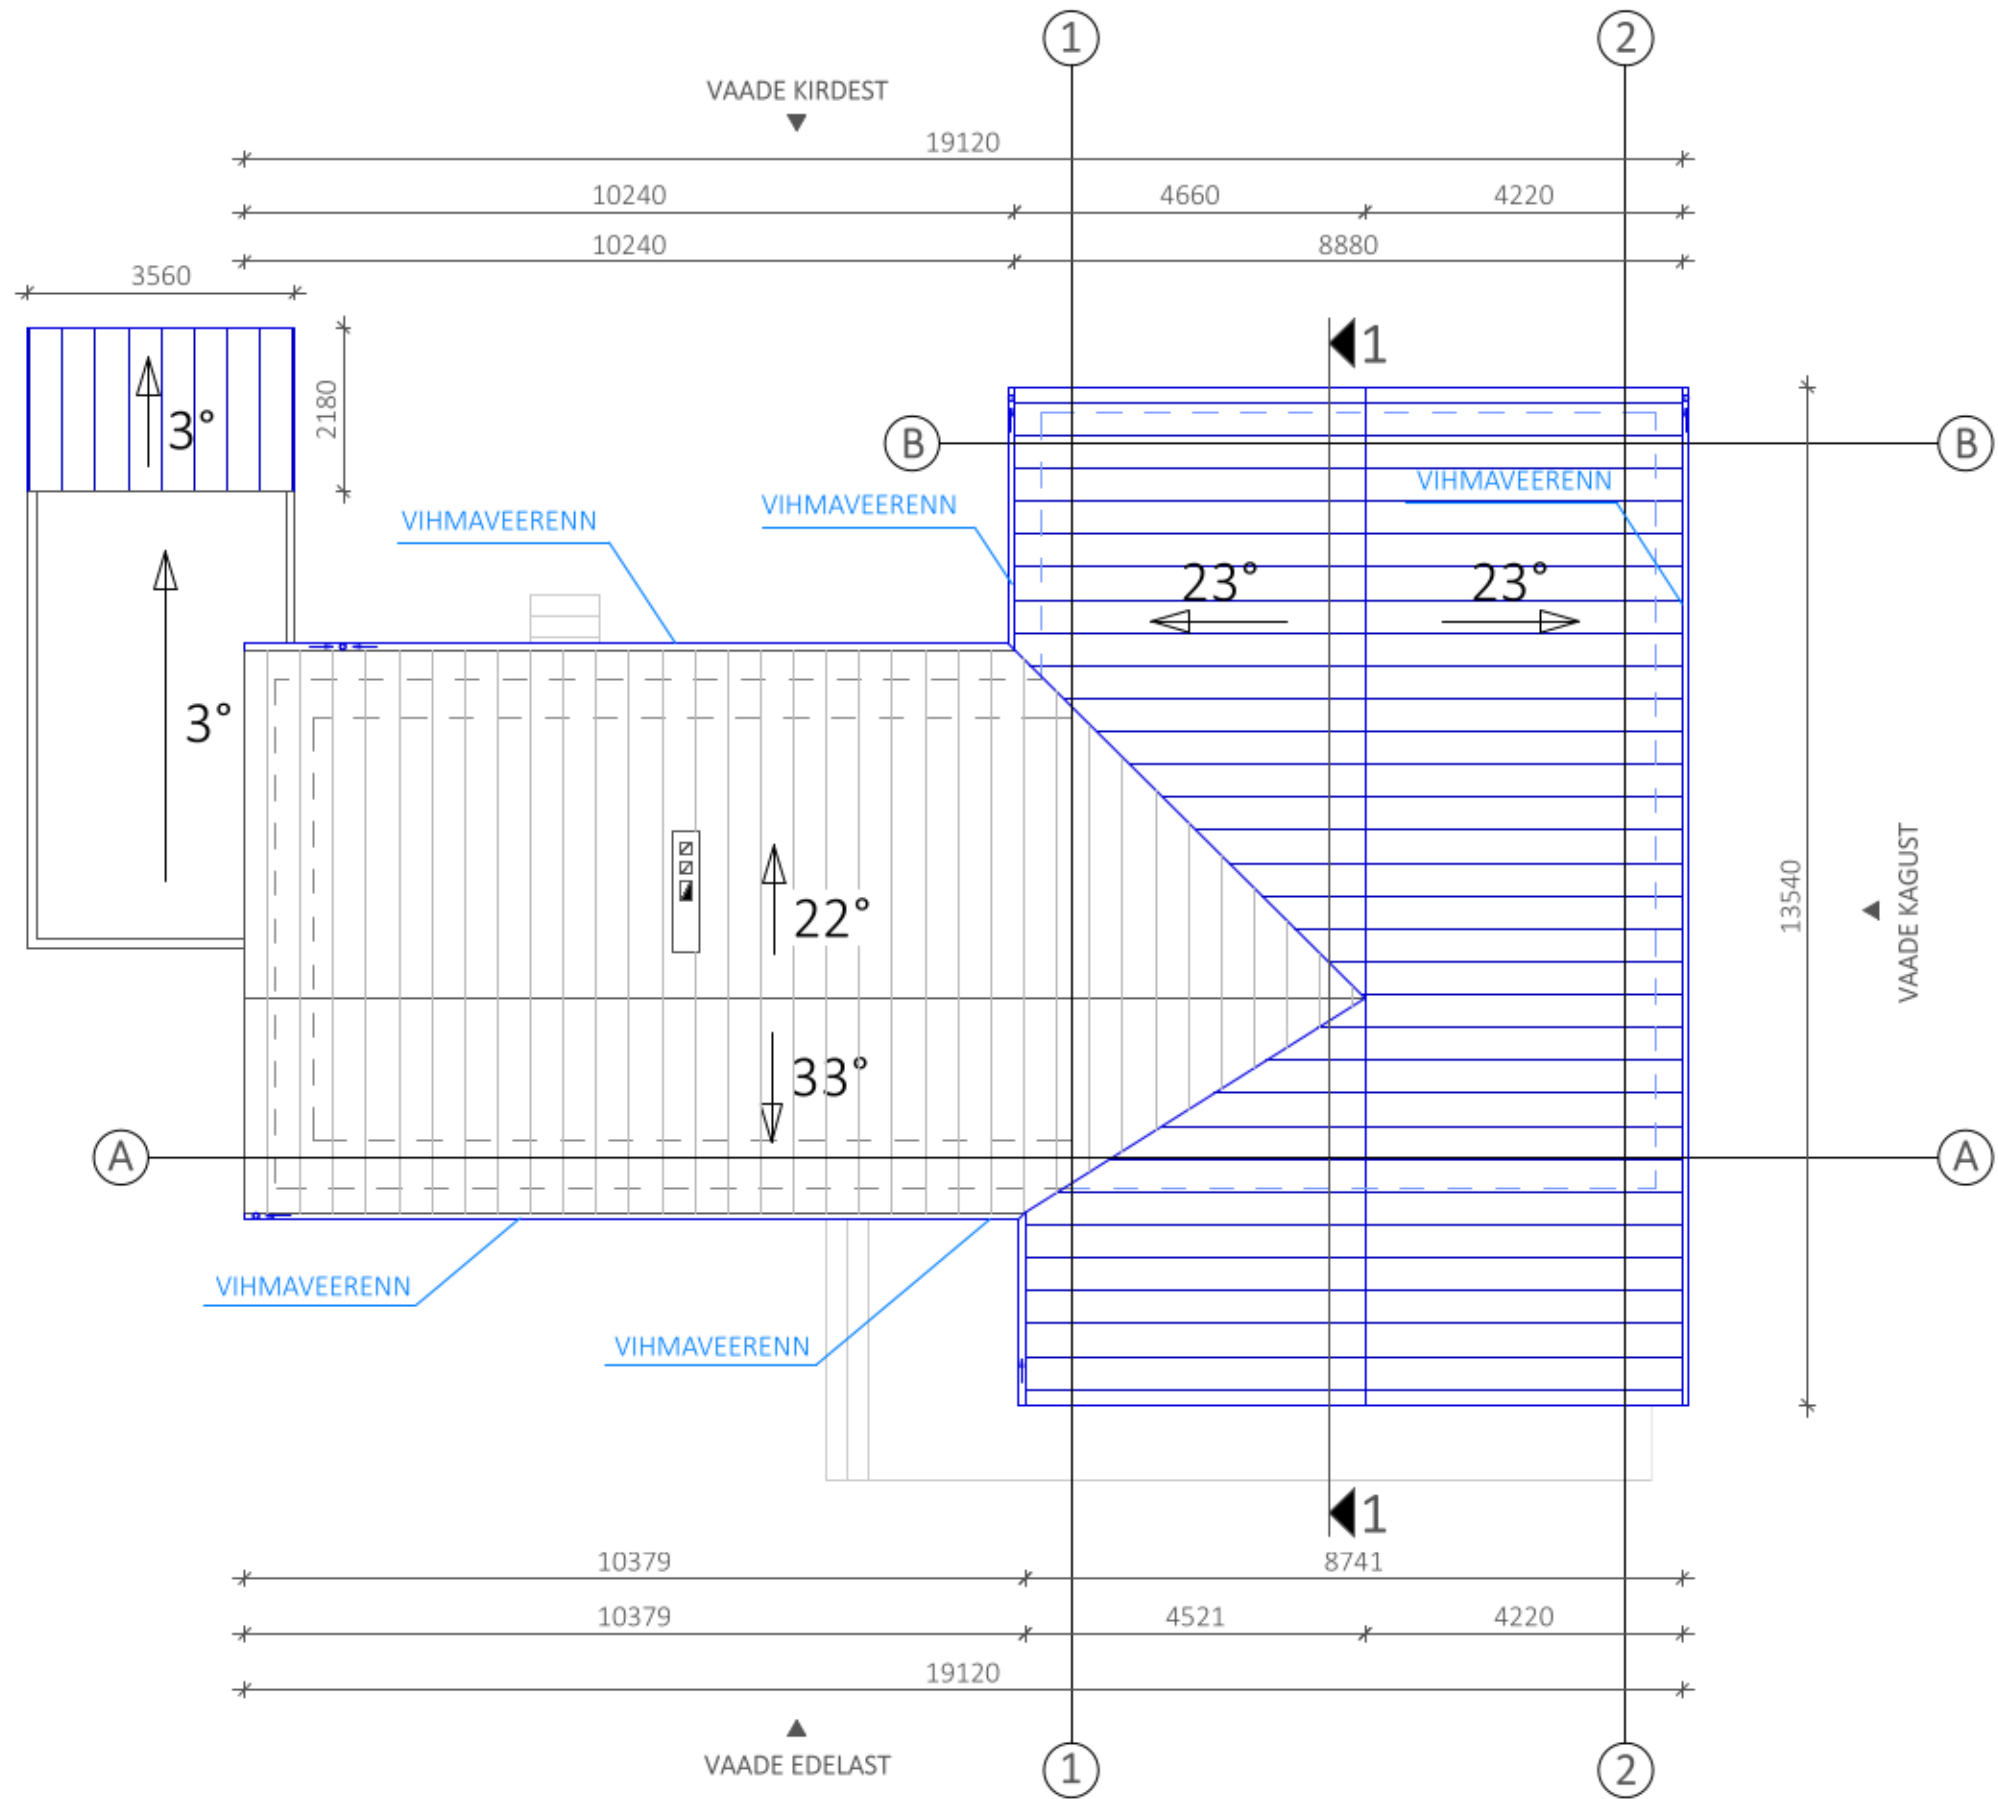 1
2
VAADE KIRDEST
19120
10240
4660
4220
10240
8880
3560
1
2180
3°
B
B
VIHMAVEERENN
VIHMAVEERENN
VIHMAVEERENN
23°
23°
3°
22°
13540
VAADE KAGUST
33°
A
A
VIHMAVEERENN
VIHMAVEERENN
1
10379
8741
10379
4521
4220
19120
VAADE EDELAST
1
2